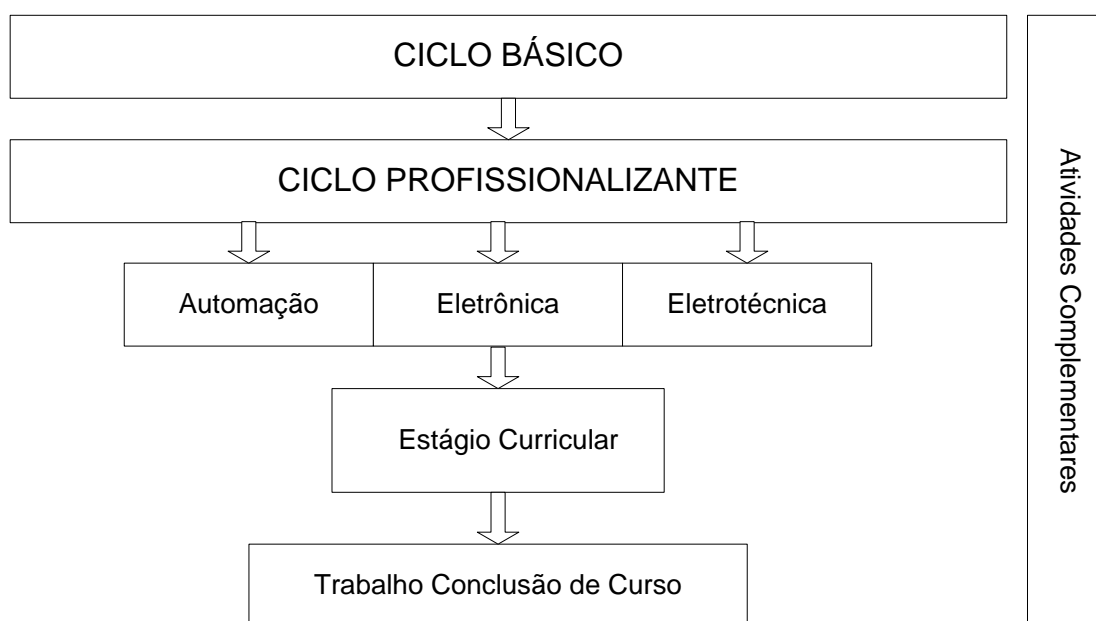 CICLO BÁSICO
CICLO PROFISSIONALIZANTE
Automação
Eletrônica
Eletrotécnica
Estágio Curricular
Trabalho Conclusão de Curso
Atividades Complementares